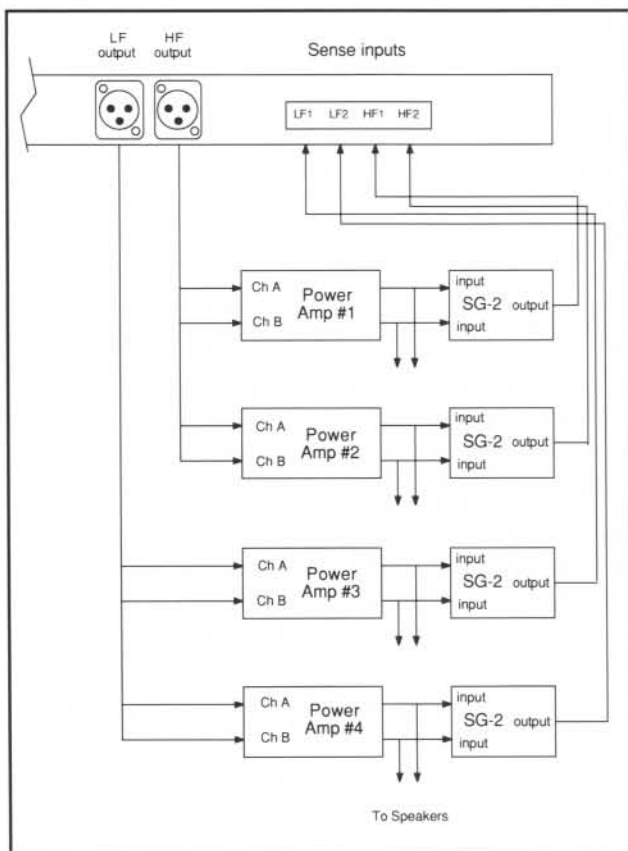 LF output
HF output
Sense inputs
LF1 LF2 HF1 HF2
Ch A
Ch B
Power Amp #1
input
SG-2 output
input
Ch A
Ch B
Power Amp #2
input
SG-2 output
input
Ch A
Ch B
Power Amp #3
input
SG-2 output
input
Ch A
Ch B
Power Amp #4
input
SG-2 output
input
To Speakers